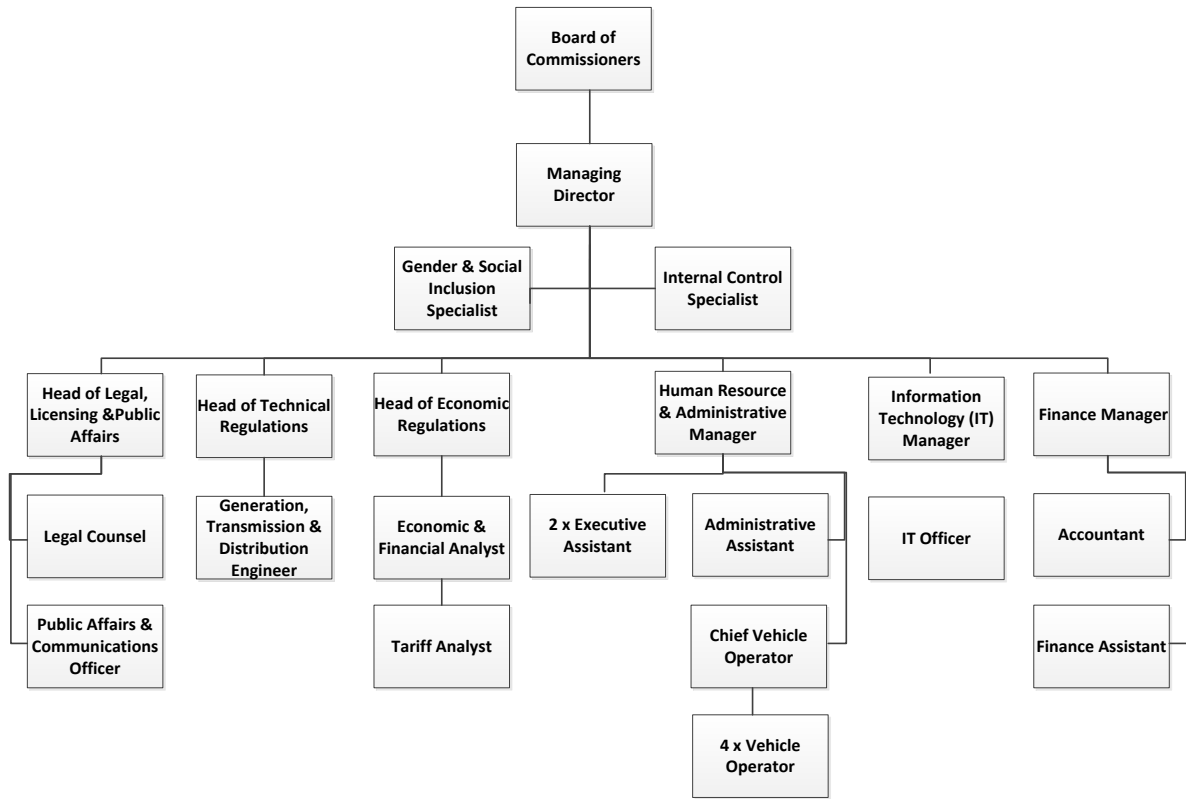 Board of
Commissioners
Managing
Director
Gender & Social
Inclusion
Specialist
Internal Control
Specialist
Head of Legal,
Licensing &Public
Affairs
Head of Technical
Regulations
Head of Economic
Regulations
Human Resource
& Administrative
Manager
Information
Technology (IT)
Manager
Finance Manager
Legal Counsel
Generation,
Transmission &
Distribution
Engineer
Economic &
Financial Analyst
2 x Executive
Assistant
Administrative
Assistant
IT Officer
Accountant
Public Affairs &
Communications
Officer
Tariff Analyst
Chief Vehicle
Operator
Finance Assistant
4 x Vehicle
Operator